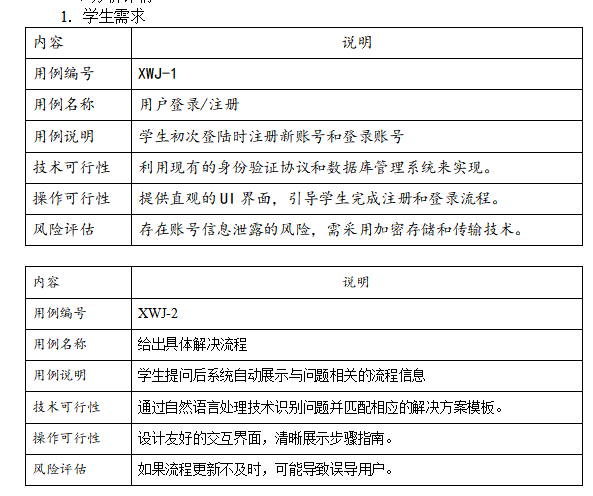 1. 学生需求
内容 说明
用例编号 XWJ-1
用例名称 用户登录/注册
用例说明 学生初次登陆时注册新账号和登录账号
技术可行性 利用现有的身份验证协议和数据库管理系统来实现。
操作可行性 提供直观的UI界面，引导学生完成注册和登录流程。
风险评估 存在账号信息泄露的风险，需采用加密存储和传输技术。
内容 说明
用例编号 XWJ-2
用例名称 给出具体解决流程
用例说明 学生提问后系统自动展示与问题相关的流程信息
技术可行性 通过自然语言处理技术识别问题并匹配相应的解决方案模板。
操作可行性 设计友好的交互界面，清晰展示步骤指南。
风险评估 如果流程更新不及时，可能导致误导用户。